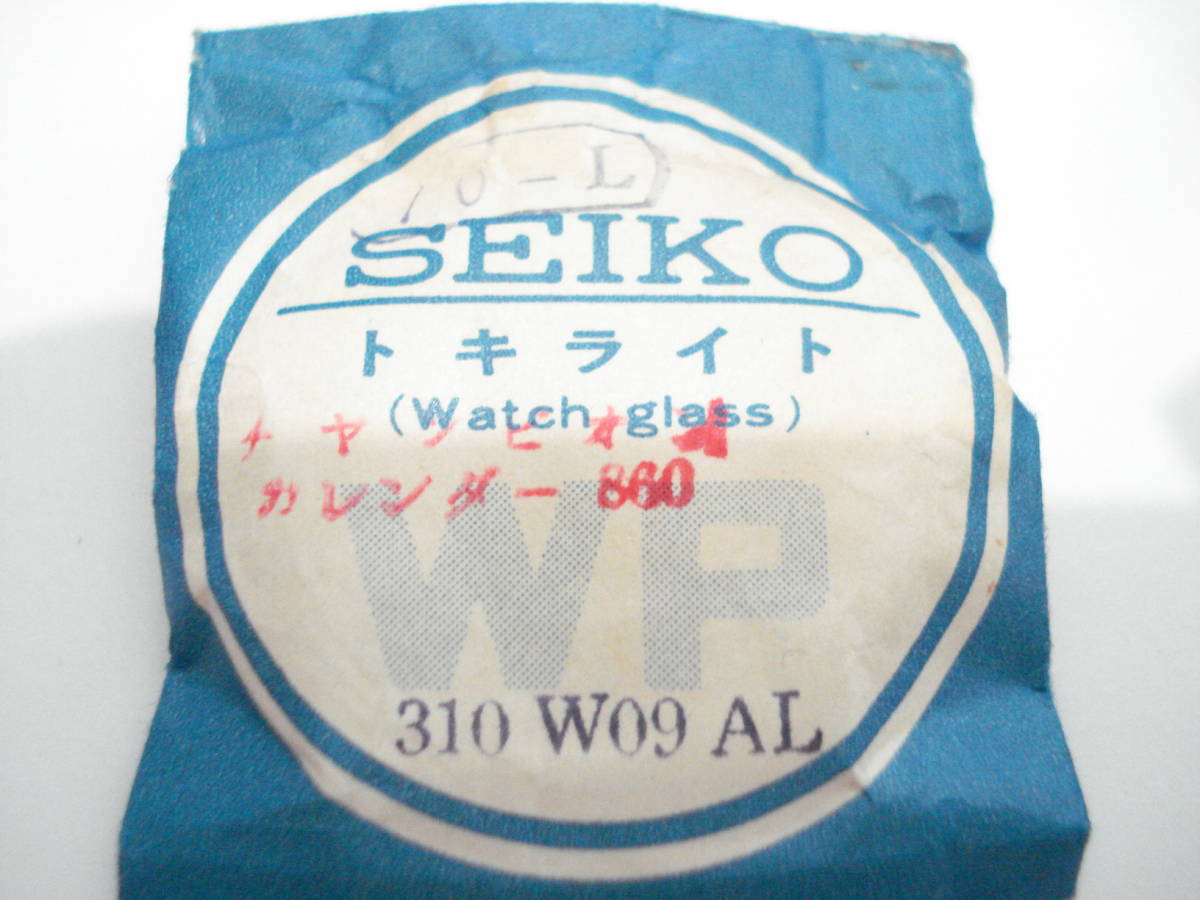 70-L
SEIKO
トキライト
(Watch glass)
チャンピオン
カレンダー 860
WP
310 W09 AL